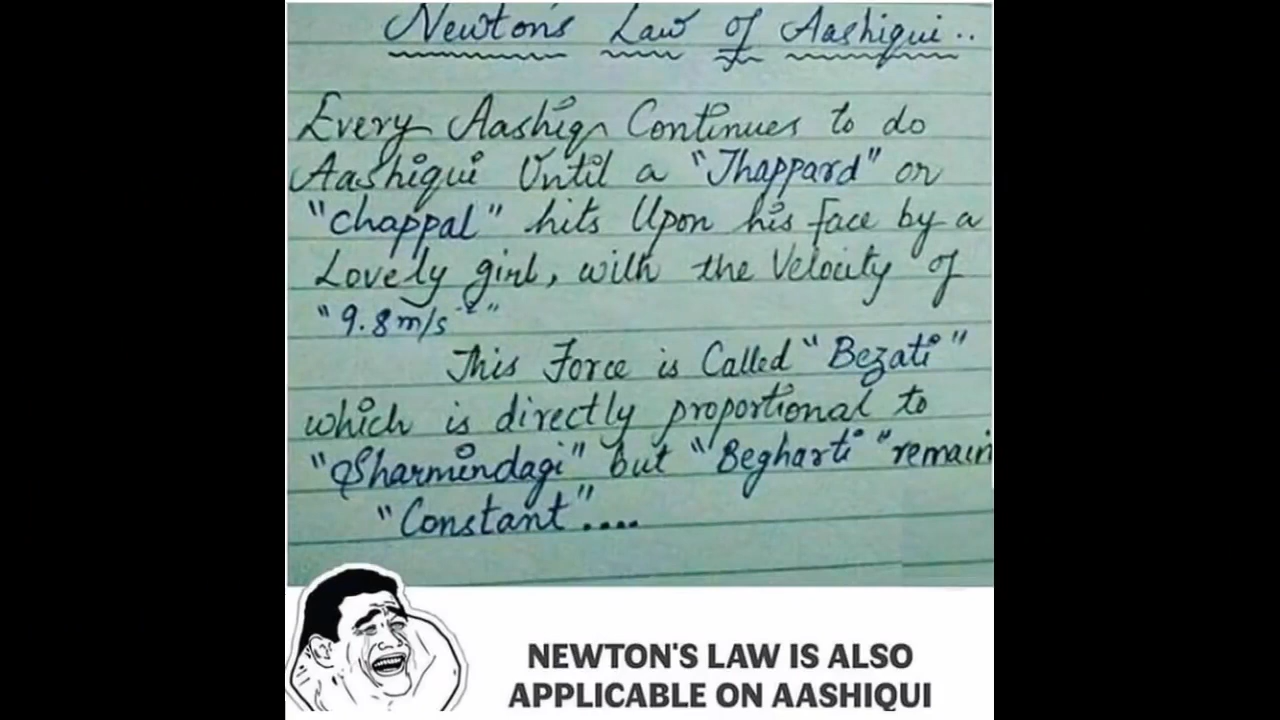 Newton's Law of Aashiqui..
Every Aashiq Continues to do
Aashiqui Until a "Thappard" or
"chappal" hits Upon his face by a
Lovely girl, with the Velocity of
"9.8m/s⁻²"
This Force is Called "Bezati"
which is directly proportional to
"Sharmindagi" but "Begharti" remain
"Constant"....
NEWTON'S LAW IS ALSO
APPLICABLE ON AASHIQUI